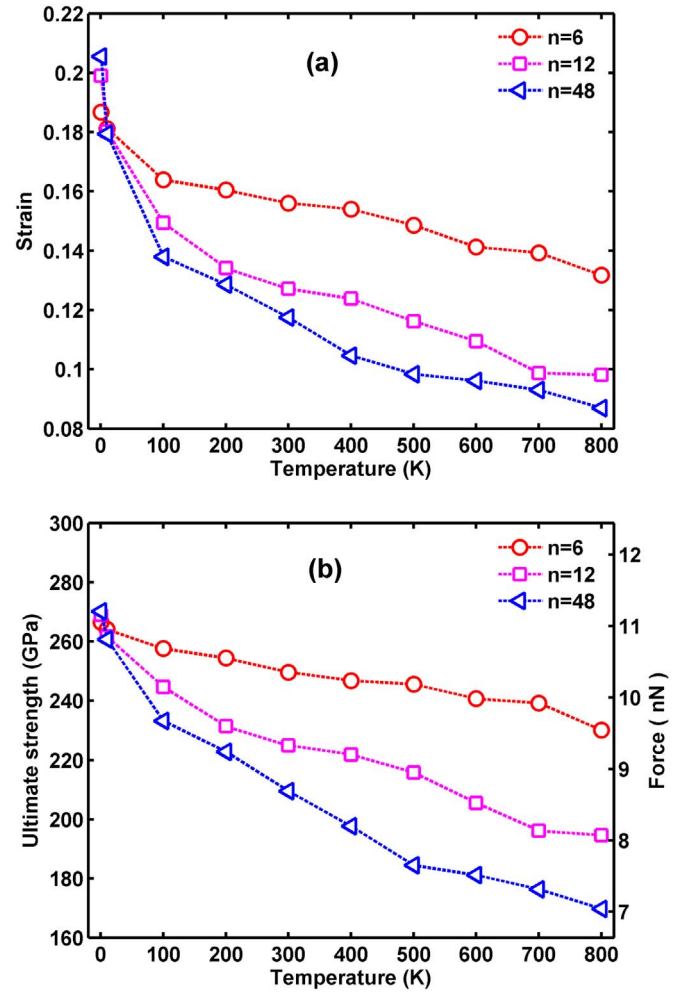 0.22
0.2
0.18
0.16
0.14
0.12
0.1
0.08
Strain
(a)
n=6
n=12
n=48
0 100 200 300 400 500 600 700 800
Temperature (K)
300
280
260
240
220
200
180
160
Ultimate strength (GPa)
(b)
n=6
n=12
n=48
12
11
10
9
8
7
Force ( nN)
0 100 200 300 400 500 600 700 800
Temperature (K)